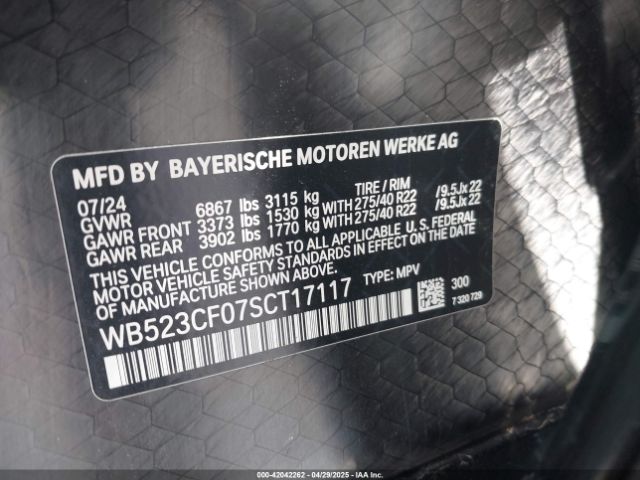 MFD BY BAYERISCHE MOTOREN WERKE AG
07/24 TIRE / RIM
GVWR 6867 lbs 3115 kg
GAWR FRONT 3373 lbs 1530 kg WITH 275/40 R22 /9.5Jx22
GAWR REAR 3902 lbs 1770 kg WITH 275/40 R22 /9.5Jx22
THIS VEHICLE CONFORMS TO ALL APPLICABLE U. S. FEDERAL
MOTOR VEHICLE SAFETY STANDARDS IN EFFECT ON THE DATE
OF MANUFACTURE SHOWN ABOVE.
WB523CF07SCT17117 TYPE: MPV 300
7 320 729
000-42042262 - 04/29/2025 - IAA Inc.